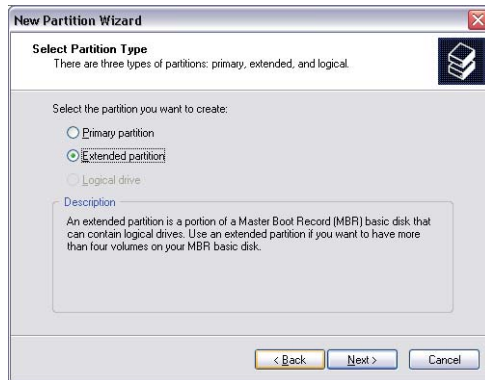 New Partition Wizard
Select Partition Type
There are three types of partitions: primary, extended, and logical.
Select the partition you want to create:
Primary partition
Extended partition
Logical drive
Description
An extended partition is a portion of a Master Boot Record (MBR) basic disk that
can contain logical drives. Use an extended partition if you want to have more
than four volumes on your MBR basic disk.
< Back
Next >
Cancel